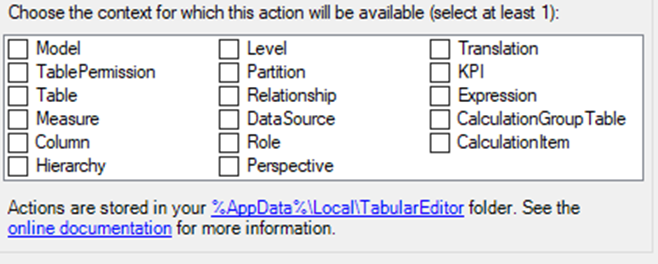 Choose the context for which this action will be available (select at least 1):
Model
TablePermission
Table
Measure
Column
Hierarchy
Level
Partition
Relationship
DataSource
Role
Perspective
Translation
KPI
Expression
CalculationGroupTable
CalculationItem
Actions are stored in your %AppData%\Local\TabularEditor folder. See the
online documentation for more information.